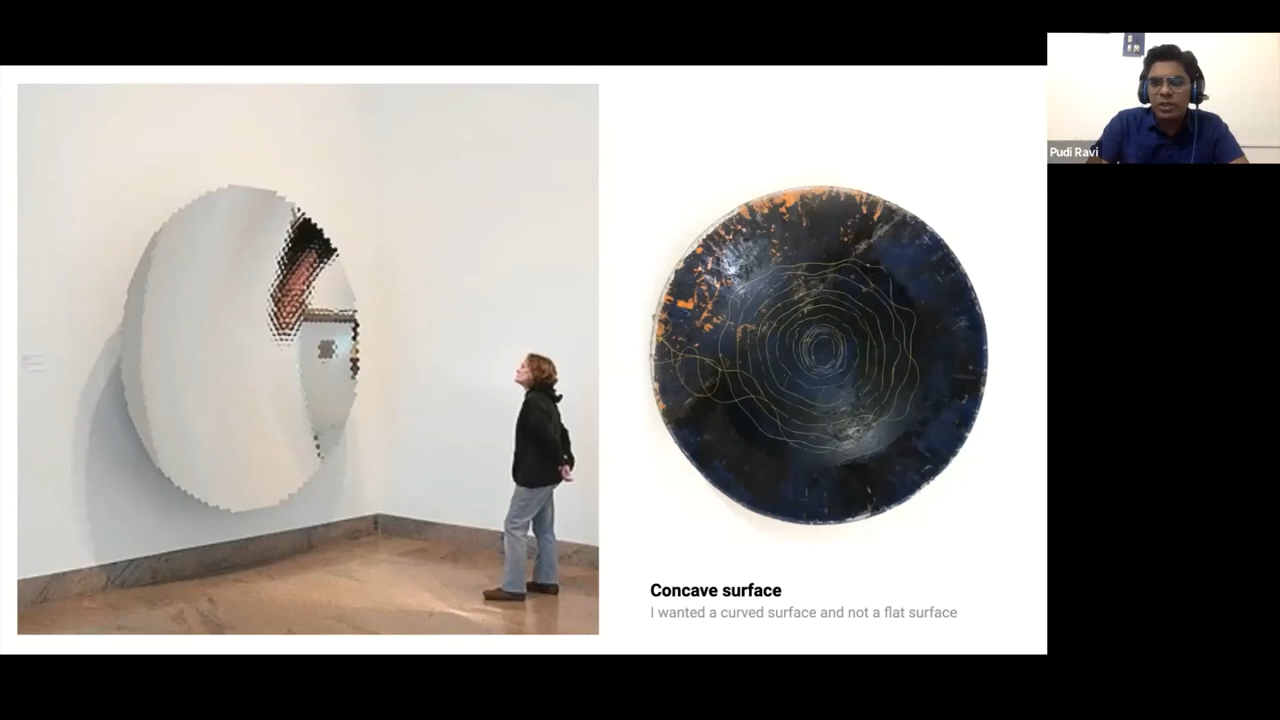 Pudi Ravi
Concave surface
I wanted a curved surface and not a flat surface